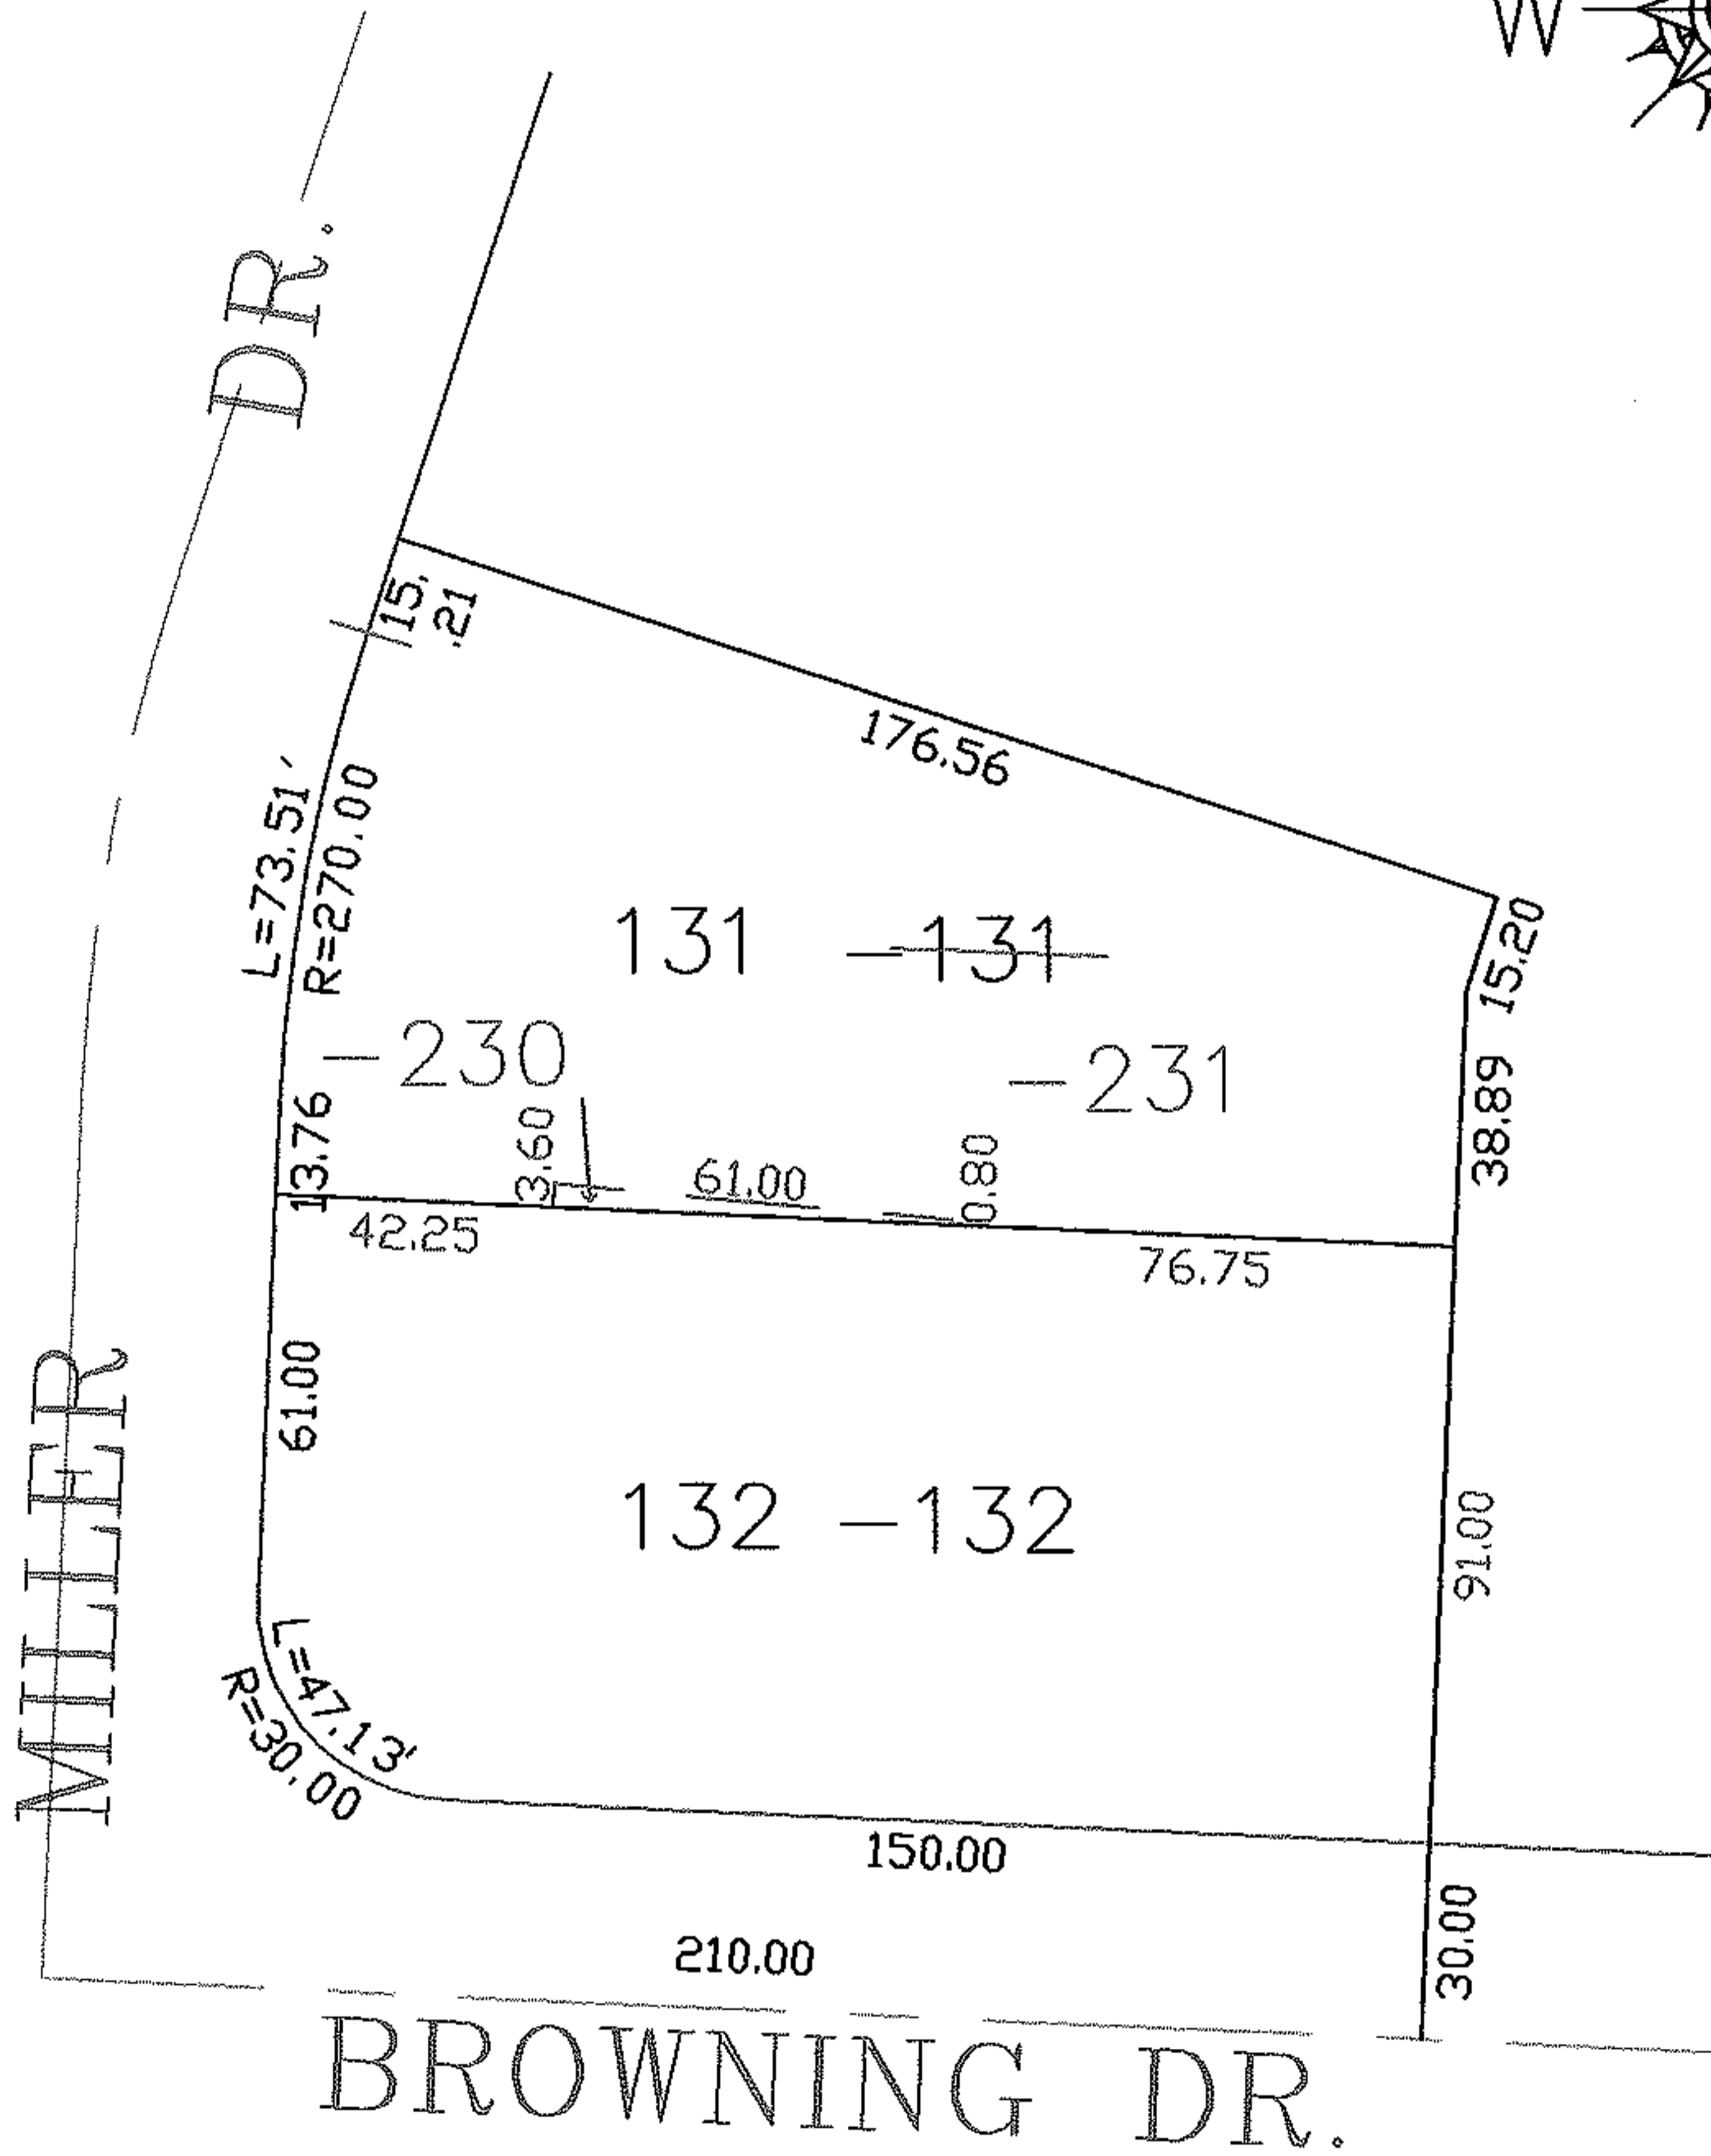 W
DR.
15.
.21
176.56
L=73.51'
R=270.00
15.20
131 -131
-230
-231
38.89
13.76
3.60
61.00
0.80
42.25
76.75
61.00
MILLER
132 -132
91.00
L=47.13'
R=30.00
150.00
30.00
210.00
BROWNING DR.